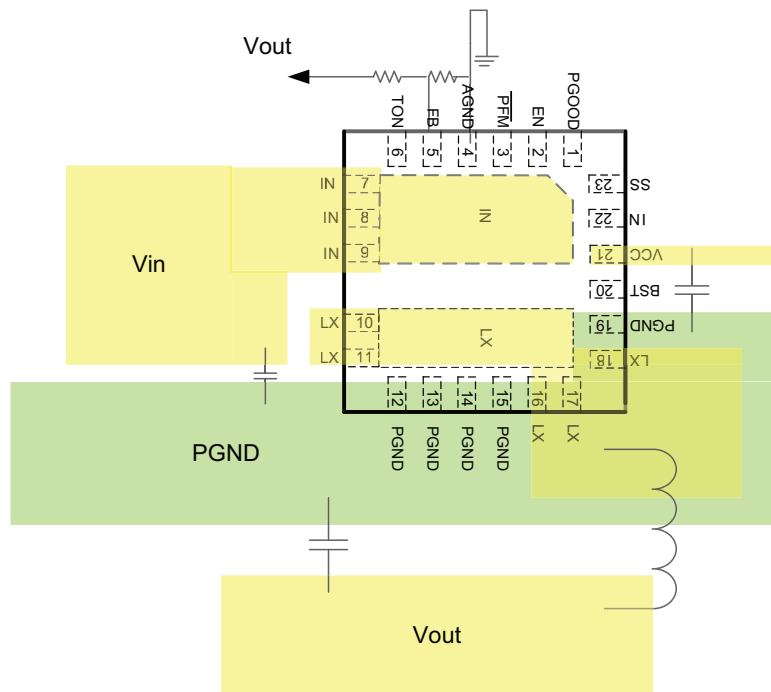 Vout
TON
FB
AGND
PFM
EN
PGOOD
6
5
4
3
2
1
IN
7
IN
8
IN
9
IN
23
SS
22
IN
21
VCC
20
BST
19
PGND
18
LX
Vin
LX
10
LX
11
LX
12
13
14
15
16
17
PGND
PGND
PGND
PGND
LX
LX
PGND
Vout